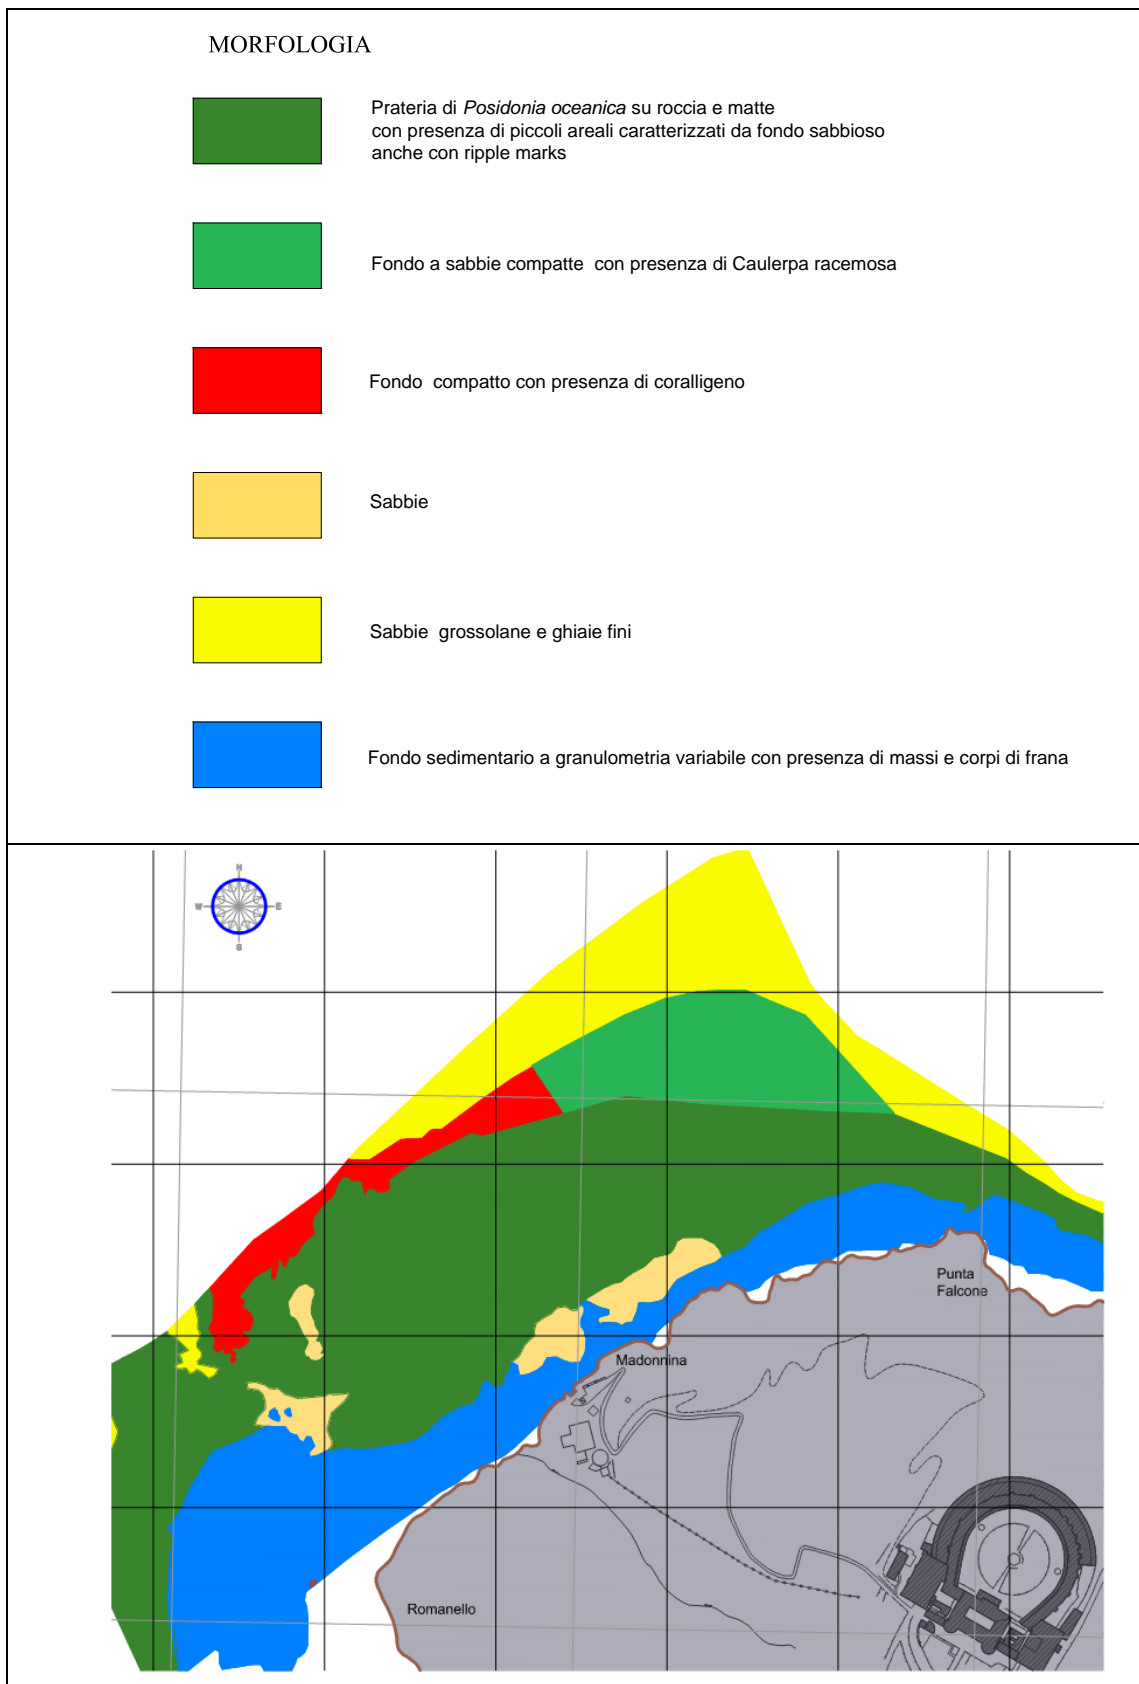 MORFOLOGIA
Prateria di Posidonia oceanica su roccia e matte
con presenza di piccoli areali caratterizzati da fondo sabbioso
anche con ripple marks
Fondo a sabbie compatte con presenza di Caulerpa racemosa
Fondo compatto con presenza di coralligeno
Sabbie
Sabbie grossolane e ghiaie fini
Fondo sedimentario a granulometria variabile con presenza di massi e corpi di frana
N
W
E
S
Punta
Falcone
Madonnina
Romanello